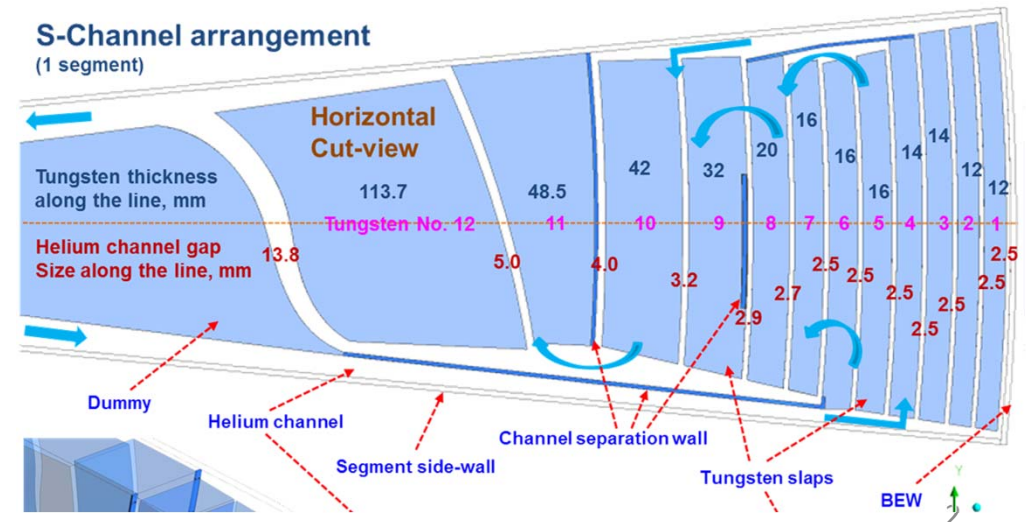 S-Channel arrangement
(1 segment)
Horizontal
Cut-view
Tungsten thickness
along the line, mm
113.7
48.5
42
32
20
16
16
16
14
14
12
12
Tungsten No. 12
11
10
9
8
7
6
5
4
3
2
1
Helium channel gap
Size along the line, mm
13.8
5.0
4.0
3.2
2.9
2.7
2.5
2.5
2.5
2.5
2.5
2.5
2.5
Dummy
Helium channel
Segment side-wall
Channel separation wall
Tungsten slaps
BEW
Y